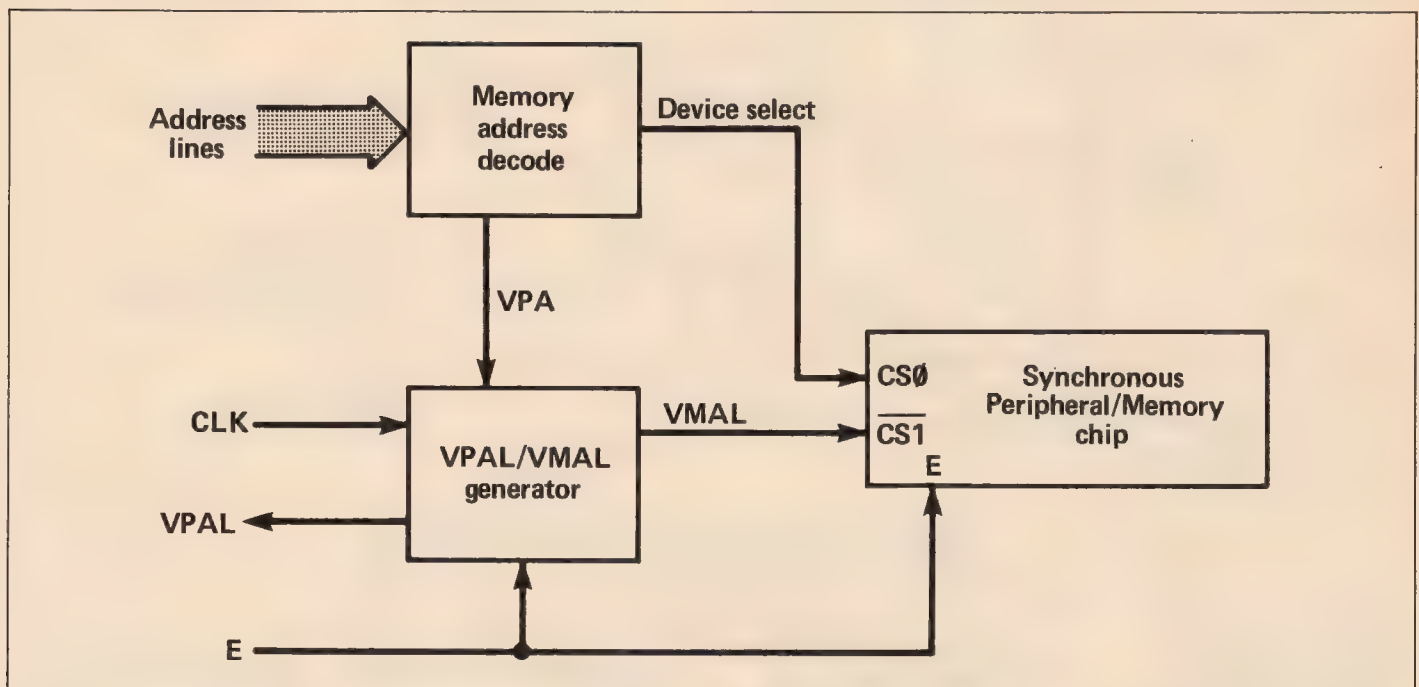 Memory
address
decode
Address
lines
Device select
VPA
CLK
VPAL/VMAL
generator
VMAL
VPAL
CSØ
CS1
E
Synchronous
Peripheral/Memory
chip
E